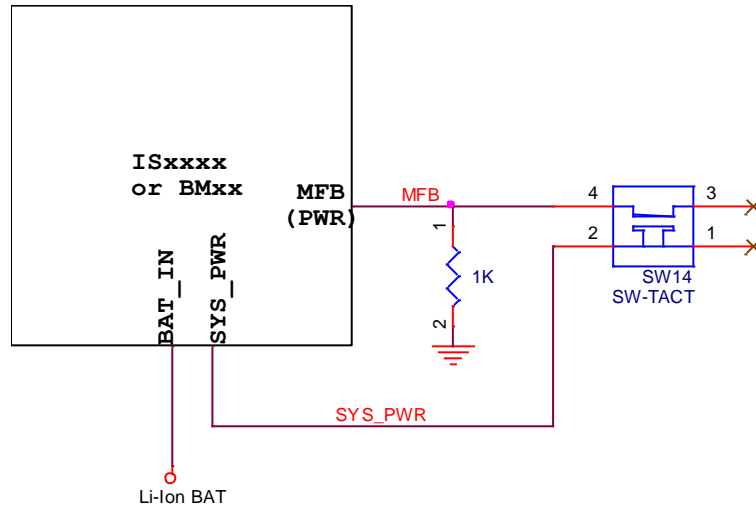 ISxxxx
or BMxx
MFB
(PWR)
BAT_IN
SYS_PWR
MFB
1
2
1K
4
3
2
1
SW14
SW-TACT
SYS_PWR
Li-Ion BAT